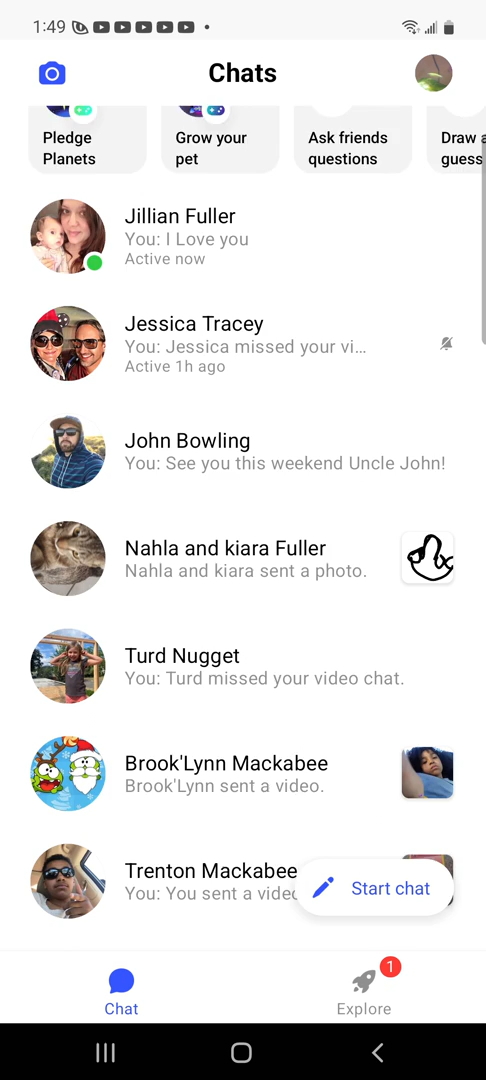 1:49
Chats
Pledge
Planets
Grow your
pet
Ask friends
questions
Draw a
guess
Jillian Fuller
You: I Love you
Active now
Jessica Tracey
You: Jessica missed your vi...
Active 1h ago
John Bowling
You: See you this weekend Uncle John!
Nahla and kiara Fuller
Nahla and kiara sent a photo.
Turd Nugget
You: Turd missed your video chat.
Brook'Lynn Mackabee
Brook'Lynn sent a video.
Trenton Mackabee
You: You sent a video
Start chat
1
Chat
Explore